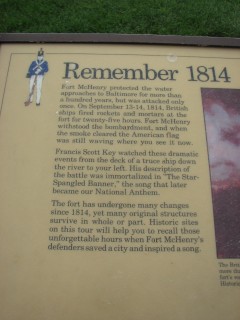 Remember 1814
Fort McHenry protected the water
approaches to Baltimore for more than
a hundred years, but was attacked only
once. On September 13-14, 1814, British
ships fired rockets and mortars at the
fort for twenty-five hours. Fort McHenry
withstood the bombardment, and when
the smoke cleared the American flag
was still waving where you see it now.
Francis Scott Key watched these dramatic
events from the deck of a truce ship down
the river to your left. His description of
the battle was immortalized in "The Star-
Spangled Banner," the song that later
became our National Anthem.
The fort has undergone many changes
since 1814, yet many original structures
survive in whole or part. Historic sites
on this tour will help you to recall those
unforgettable hours when Fort McHenry's
defenders saved a city and inspired a song.
The Brit
more tha
fort's wa
Historic